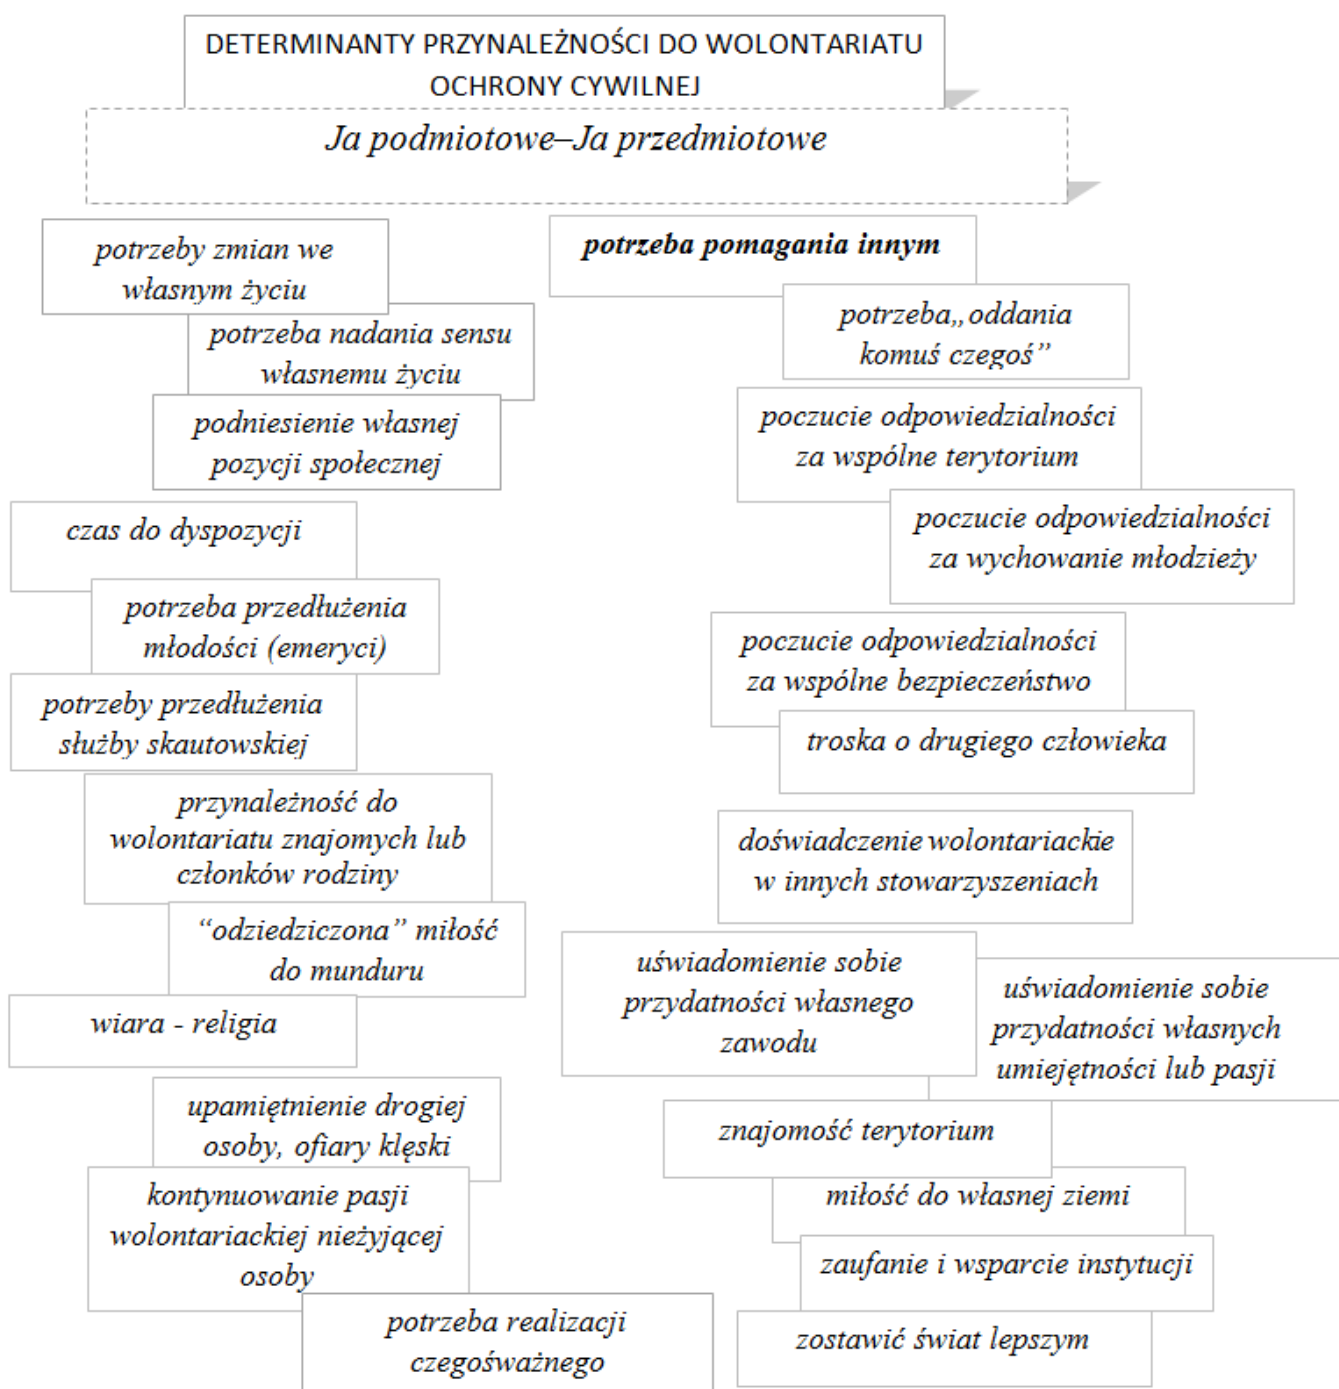 DETERMINANTY PRZYNALEŻNOŚCI DO WOLONTARIATU
OCHRONY CYWILNEJ
Ja podmiotowe–Ja przedmiotowe
potrzeby zmian we
własnym życiu
potrzeba nadania sensu
własnemu życiu
podniesienie własnej
pozycji społecznej
czas do dyspozycji
potrzeba przedłużenia
młodości (emeryci)
potrzeby przedłużenia
służby skautowskiej
przynależność do
wolontariatu znajomych lub
członków rodziny
“odziedziczona” miłość
do munduru
wiara - religia
upamiętnienie drogiej
osoby, ofiary klęski
kontynuowanie pasji
wolontariackiej nieżyjącej
osoby
potrzeba realizacji
czegośważnego
potrzeba pomagania innym
potrzeba„oddania
komuś czegoś”
poczucie odpowiedzialności
za wspólne terytorium
poczucie odpowiedzialności
za wychowanie młodzieży
poczucie odpowiedzialności
za wspólne bezpieczeństwo
troska o drugiego człowieka
doświadczenie wolontariackie
w innych stowarzyszeniach
uświadomienie sobie
przydatności własnego
zawodu
uświadomienie sobie
przydatności własnych
umiejętności lub pasji
znajomość terytorium
miłość do własnej ziemi
zaufanie i wsparcie instytucji
zostawić świat lepszym